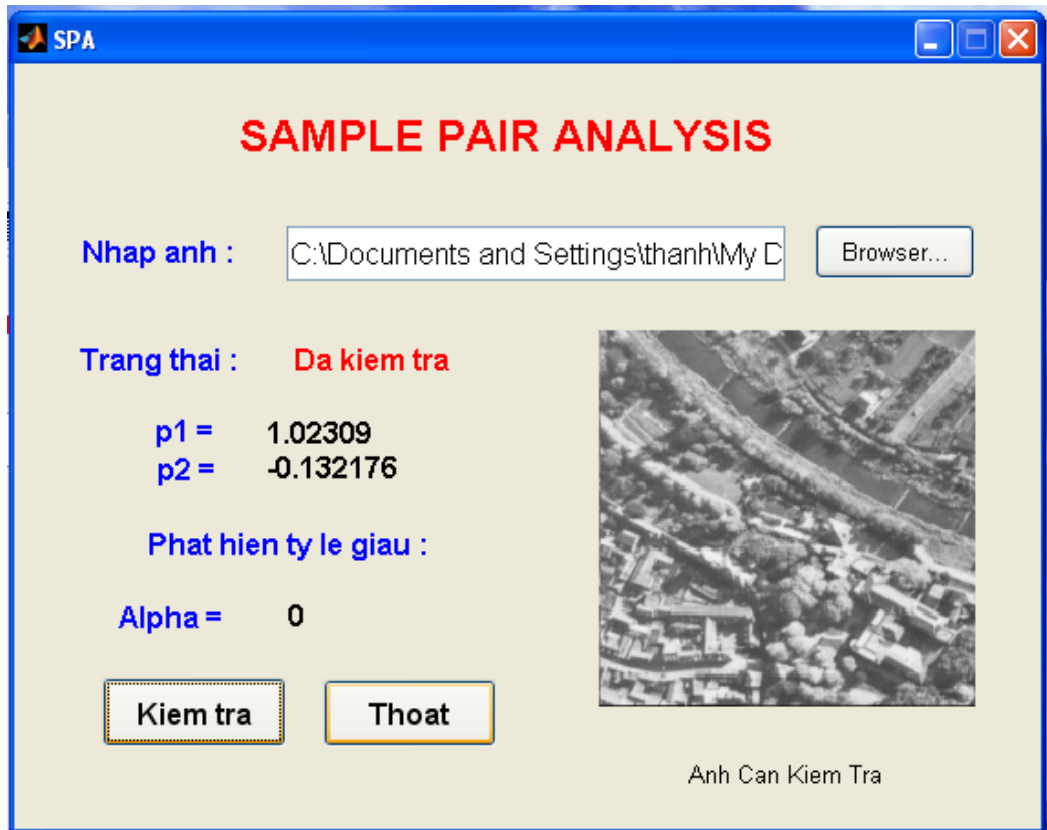 SPA
SAMPLE PAIR ANALYSIS
Nhap anh : C:\Documents and Settings\thanh\My D Browser...
Trang thai : Da kiem tra
p1 = 1.02309
p2 = -0.132176
Phat hien ty le giau :
Alpha = 0
Kiem tra Thoat
Anh Can Kiem Tra